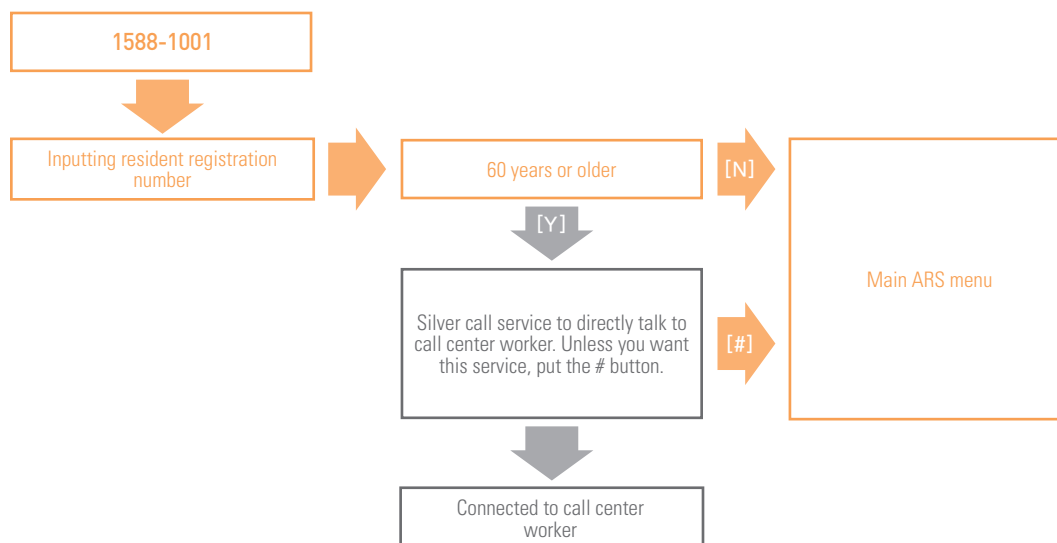 1588-1001
Inputting resident registration
number
60 years or older
[N]
[Y]
Main ARS menu
Silver call service to directly talk to
call center worker. Unless you want
this service, put the # button.
[#]
Connected to call center
worker